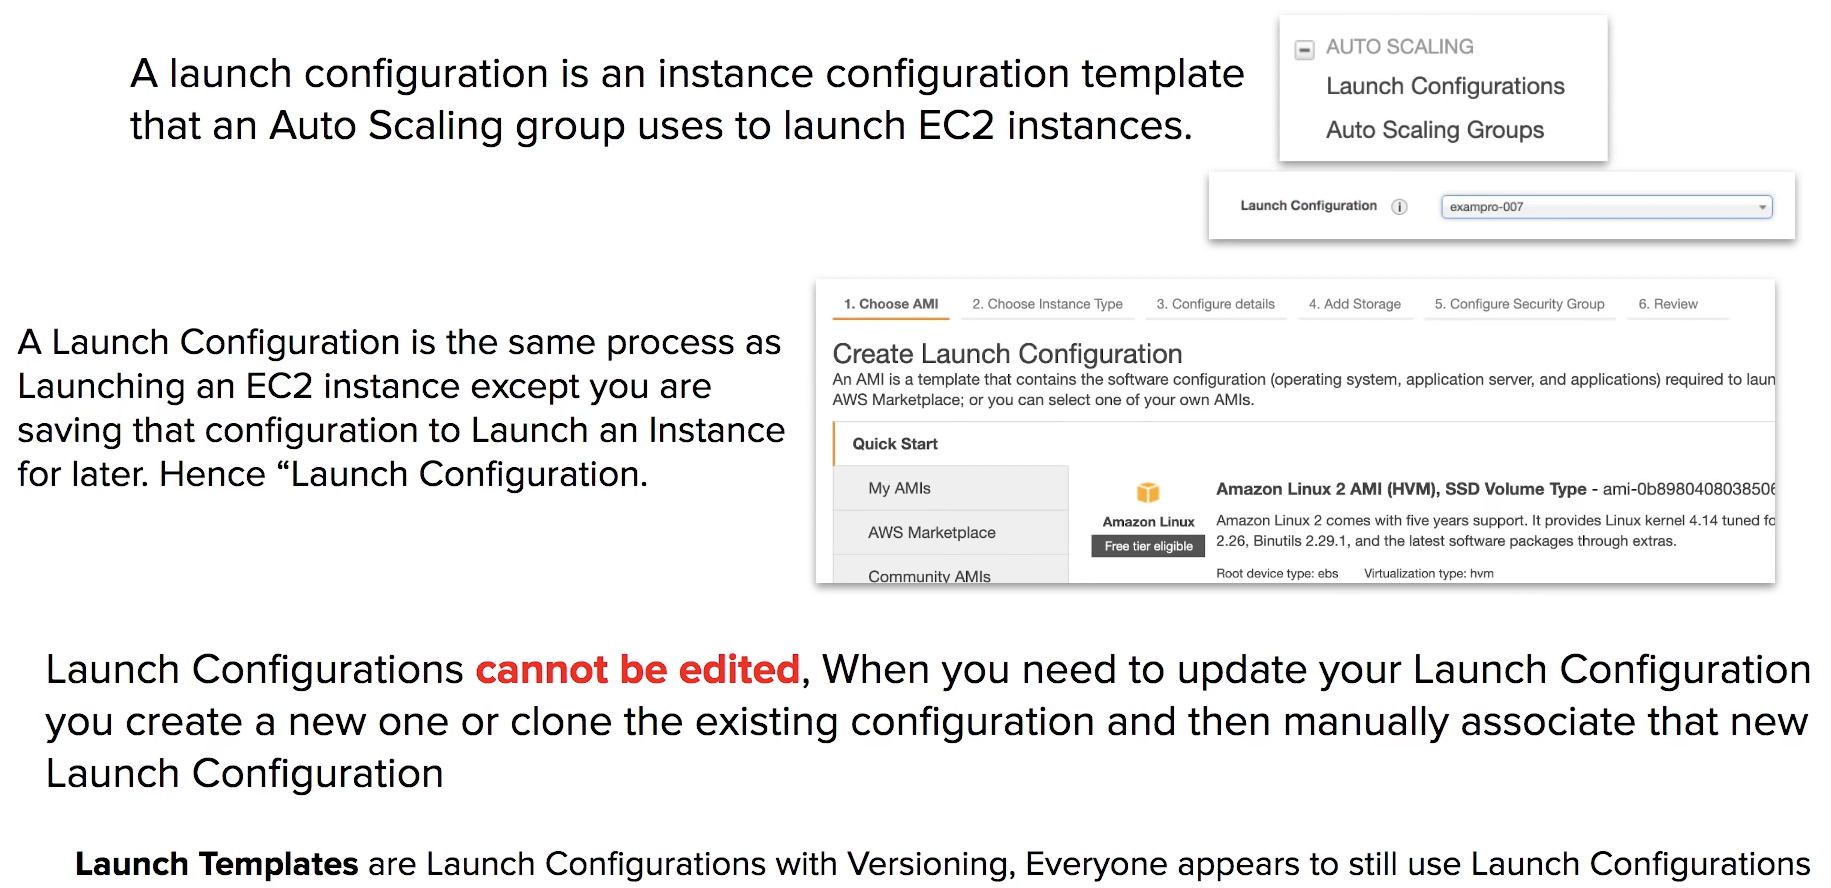 A launch configuration is an instance configuration template
that an Auto Scaling group uses to launch EC2 instances.
AUTO SCALING
Launch Configurations
Auto Scaling Groups
Launch Configuration i exampro-007
A Launch Configuration is the same process as
Launching an EC2 instance except you are
saving that configuration to Launch an Instance
for later. Hence “Launch Configuration.
1. Choose AMI 2. Choose Instance Type 3. Configure details 4. Add Storage 5. Configure Security Group 6. Review
Create Launch Configuration
An AMI is a template that contains the software configuration (operating system, application server, and applications) required to laun
AWS Marketplace; or you can select one of your own AMIs.
Quick Start
My AMIs
AWS Marketplace
Community AMIs
Amazon Linux
Free tier eligible
Amazon Linux 2 AMI (HVM), SSD Volume Type - ami-0b898040803850
Amazon Linux 2 comes with five years support. It provides Linux kernel 4.14 tuned fo
2.26, Binutils 2.29.1, and the latest software packages through extras.
Root device type: ebs Virtualization type: hvm
Launch Configurations cannot be edited, When you need to update your Launch Configuration
you create a new one or clone the existing configuration and then manually associate that new
Launch Configuration
Launch Templates are Launch Configurations with Versioning, Everyone appears to still use Launch Configurations